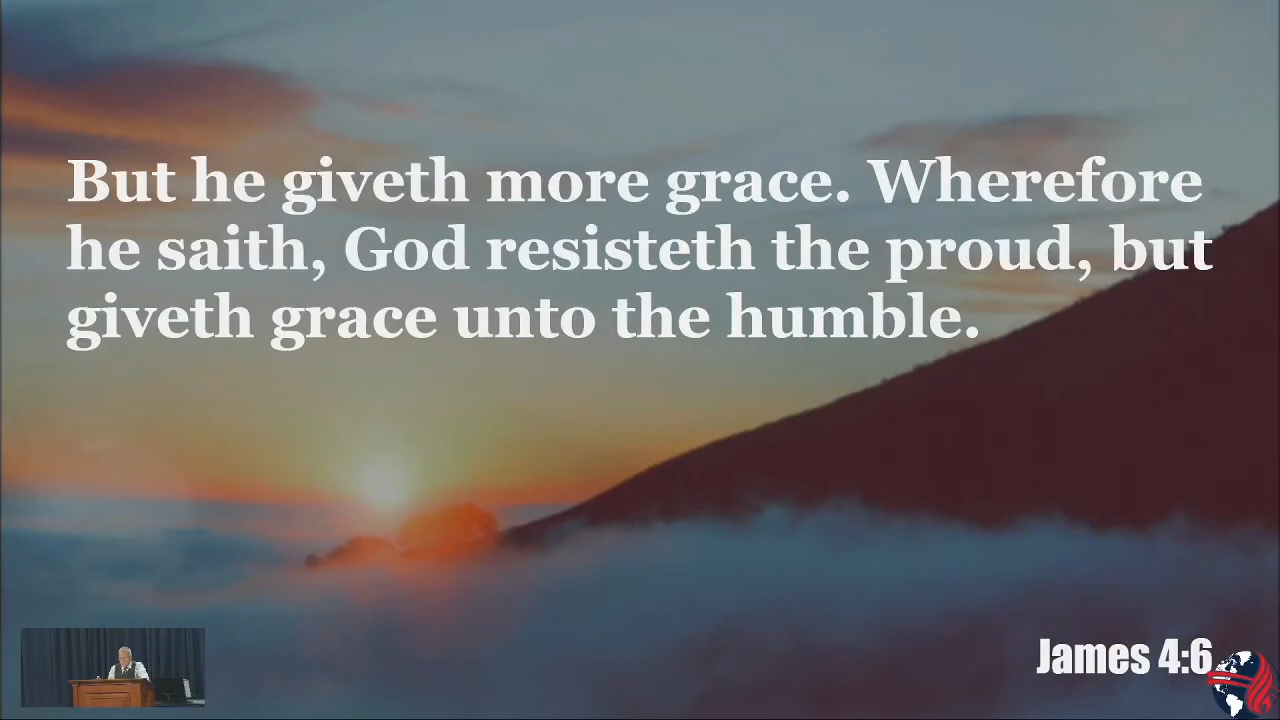 But he giveth more grace. Wherefore
he saith, God resisteth the proud, but
giveth grace unto the humble.
James 4:6